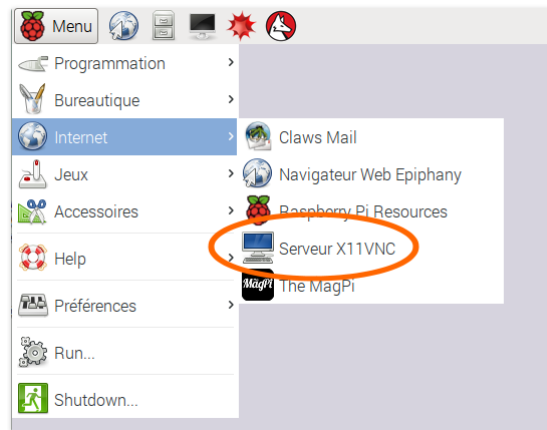 Menu
Programmation
Bureautique
Internet
Jeux
Accessoires
Help
Préférences
Run...
Shutdown...
Claws Mail
Navigateur Web Epiphany
Raspberry Pi Resources
Serveur X11VNC
MagPi
The MagPi